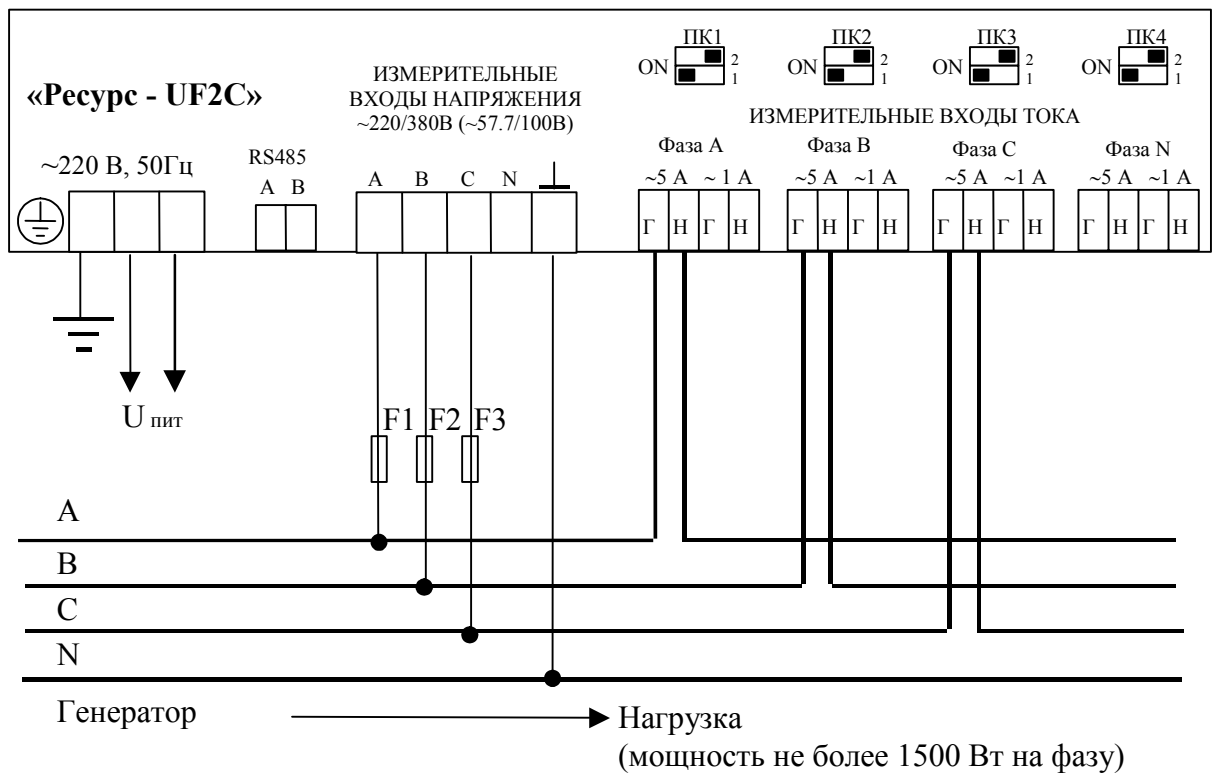 ПК1 ПК2 ПК3 ПК4
ON 2 ON 2 ON 2 ON 2
1 1 1 1
«Ресурс - UF2C»
ИЗМЕРИТЕЛЬНЫЕ
ВХОДЫ НАПРЯЖЕНИЯ
~220/380В (~57.7/100В)
ИЗМЕРИТЕЛЬНЫЕ ВХОДЫ ТОКА
~220 В, 50Гц
RS485
A B
A B C N
Фаза А Фаза В Фаза С Фаза N
~5 А ~ 1 А ~5 А ~1 А ~5 А ~1 А ~5 А ~1 А
Г Н Г Н Г Н Г Н Г Н Г Н Г Н Г Н
U пит
F1 F2 F3
A
B
C
N
Генератор
Нагрузка
(мощность не более 1500 Вт на фазу)